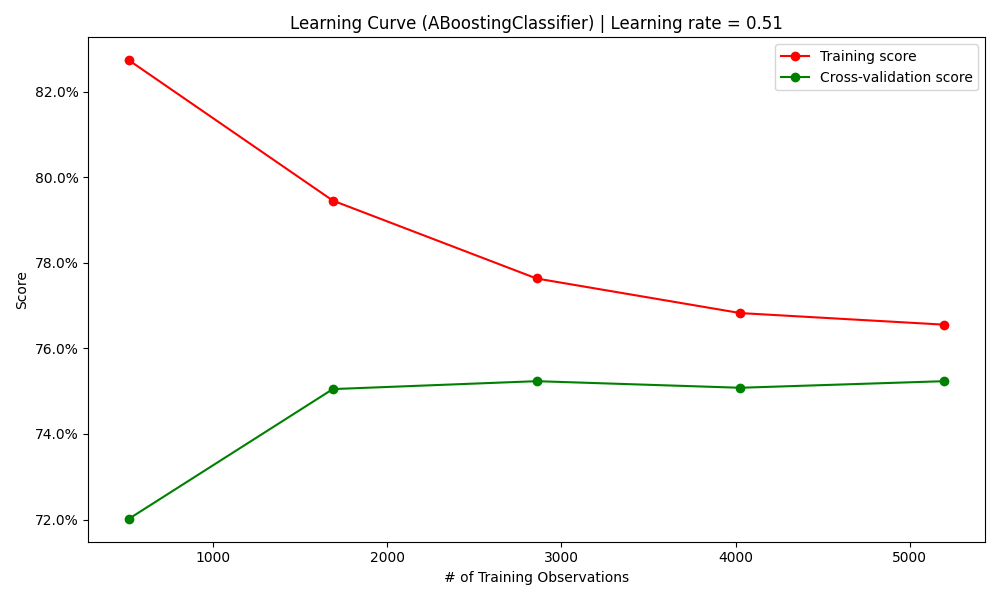 Learning Curve (ABoostingClassifier) | Learning rate = 0.51
Training score
Cross-validation score
82.0%
80.0%
78.0%
76.0%
74.0%
72.0%
Score
1000 2000 3000 4000 5000
# of Training Observations